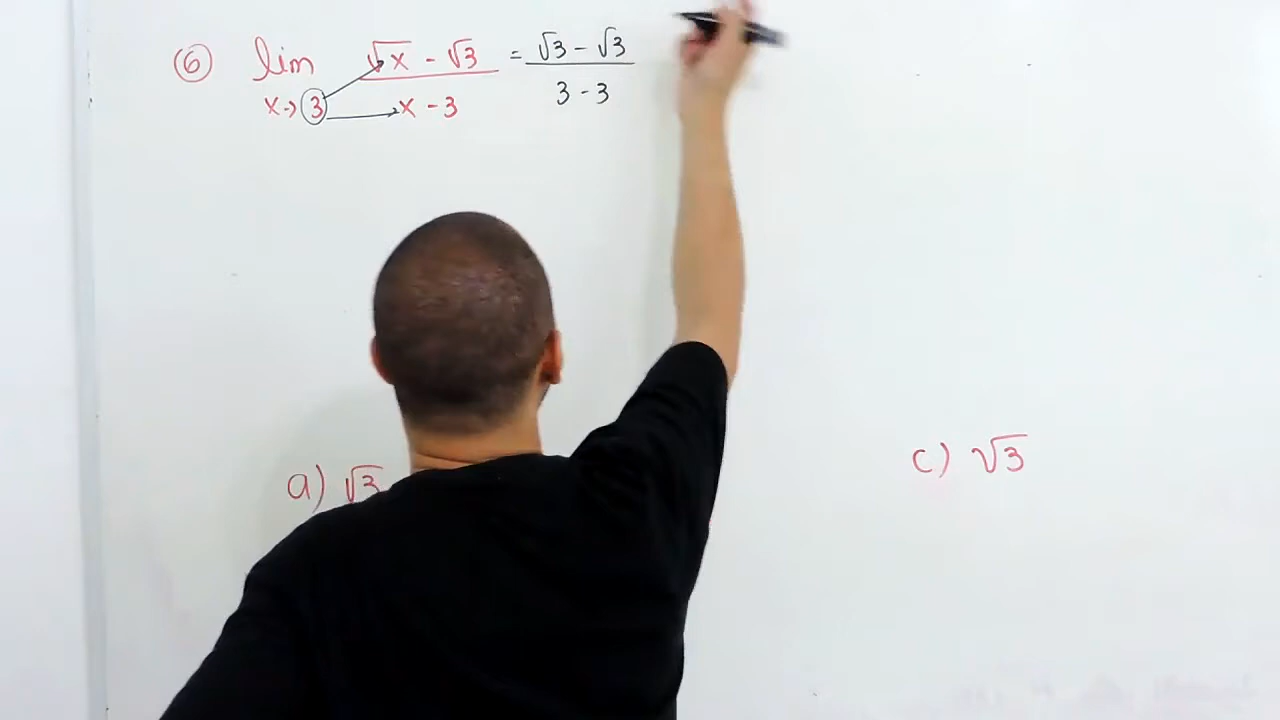 ⑥ lim √x - √3 = √3 - √3
x→3 x - 3 3 - 3
a) √3
c) √3